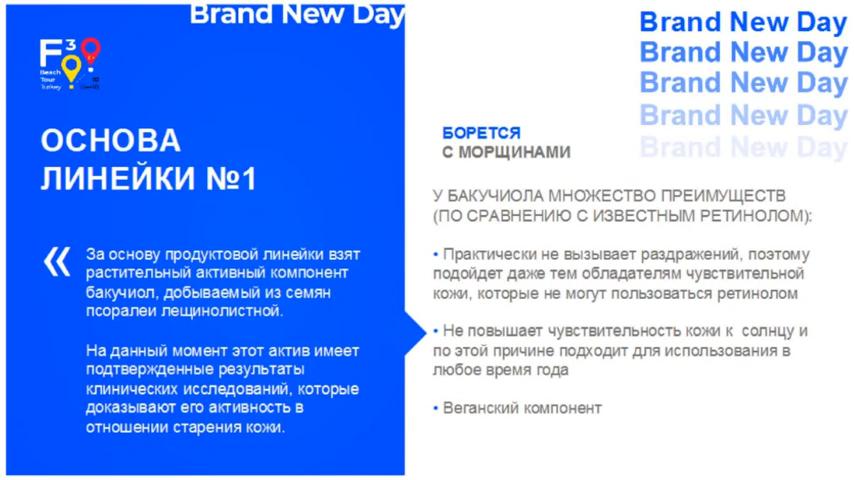 Brand New Day
F3
Beach
Tour
Turkey
ОСНОВА
ЛИНЕЙКИ №1
«
За основу продуктовой линейки взят
растительный активный компонент
бакучиол, добываемый из семян
псоралеи лещинолистной.
На данный момент этот актив имеет
подтвержденные результаты
клинических исследований, которые
доказывают его активность в
отношении старения кожи.
Brand New Day
Brand New Day
Brand New Day
Brand New Day
Brand New Day
БОРЕТСЯ
С МОРЩИНАМИ
У БАКУЧИОЛА МНОЖЕСТВО ПРЕИМУЩЕСТВ
(ПО СРАВНЕНИЮ С ИЗВЕСТНЫМ РЕТИНОЛОМ):
• Практически не вызывает раздражений, поэтому
подойдет даже тем обладателям чувствительной
кожи, которые не могут пользоваться ретинолом
• Не повышает чувствительность кожи к солнцу и
по этой причине подходит для использования в
любое время года
• Веганский компонент